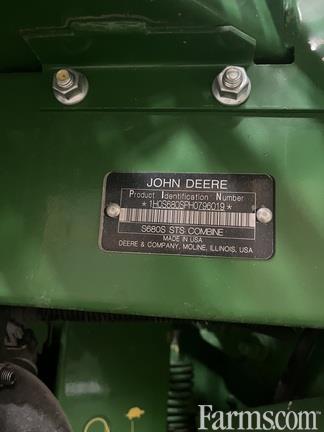 JOHN DEERE
Product Identification Number
*1H0S680SPH0796019*
S680S STS COMBINE
MADE IN USA
DEERE & COMPANY, MOLINE, ILLINOIS, USA
Farms.com®